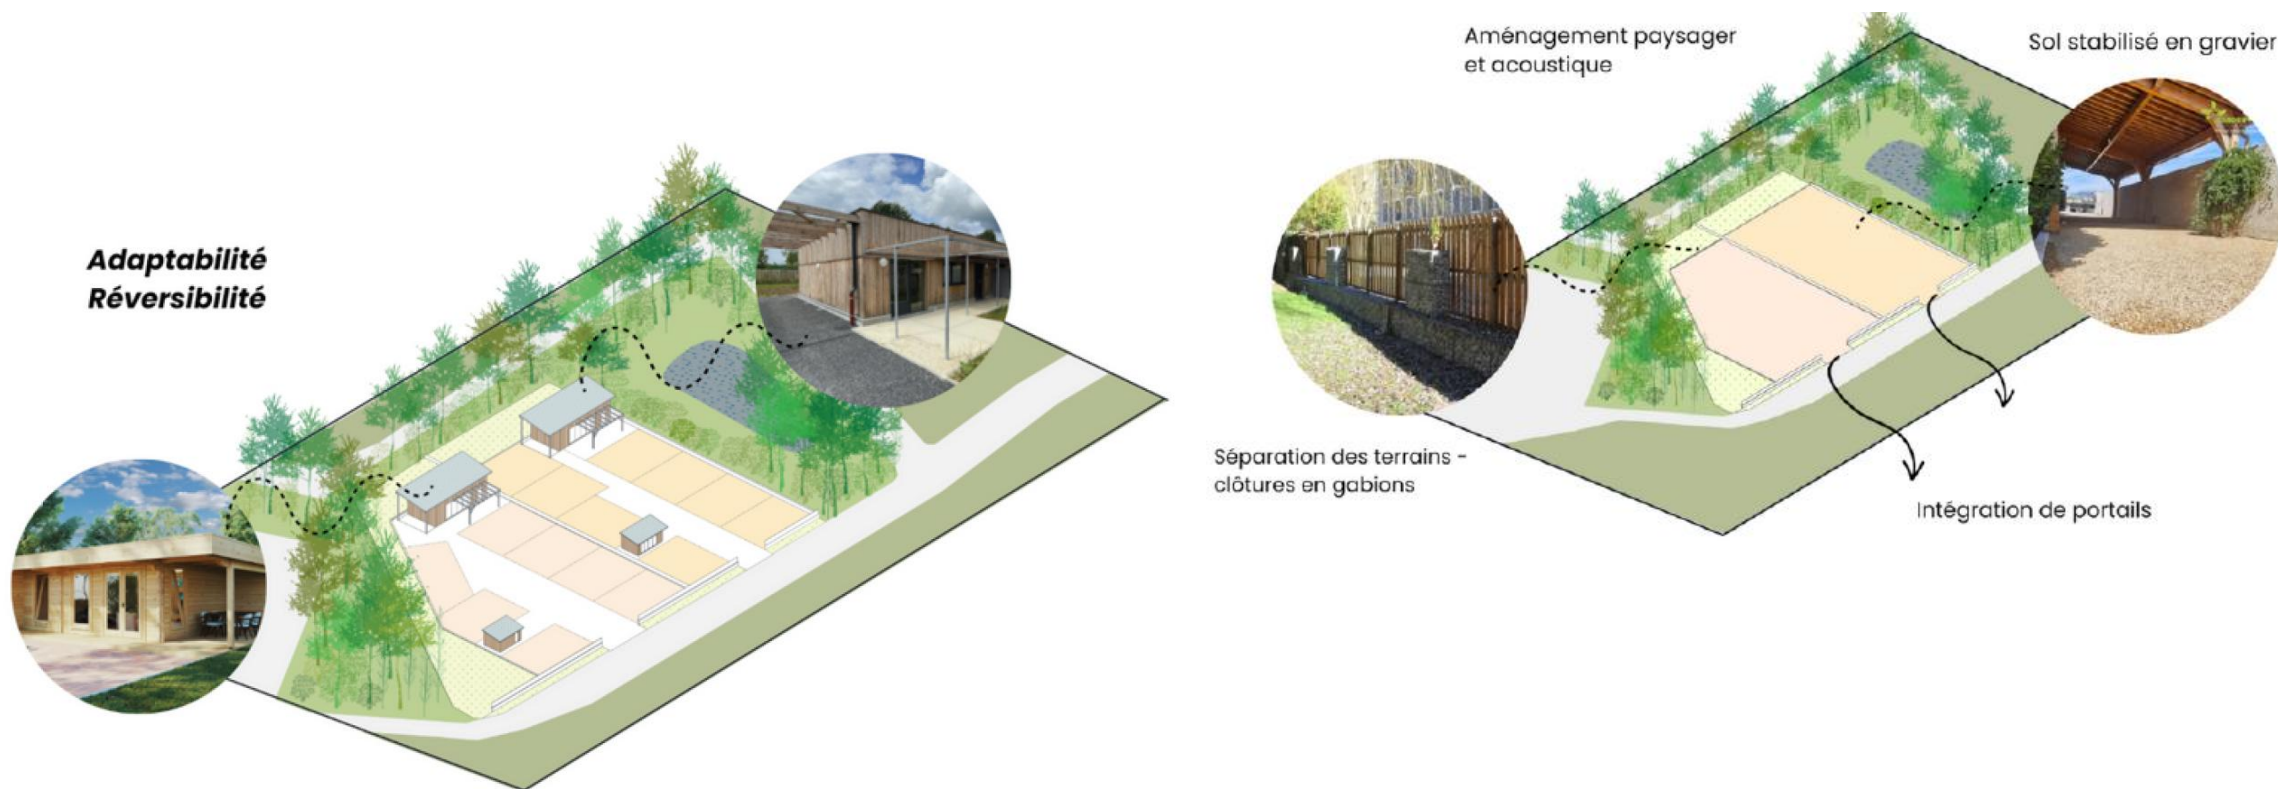 Adaptabilité
Réversibilité
Aménagement paysager
et acoustique
Sol stabilisé en gravier
Séparation des terrains -
clôtures en gabions
Intégration de portails